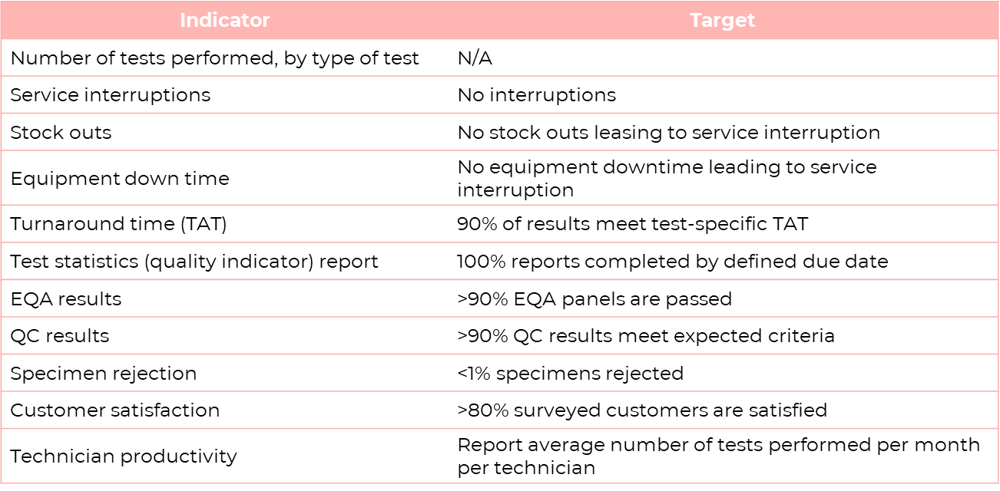 Indicator Target
Number of tests performed, by type of test N/A
Service interruptions No interruptions
Stock outs No stock outs leasing to service interruption
Equipment down time No equipment downtime leading to service
interruption
Turnaround time (TAT) 90% of results meet test-specific TAT
Test statistics (quality indicator) report 100% reports completed by defined due date
EQA results >90% EQA panels are passed
QC results >90% QC results meet expected criteria
Specimen rejection <1% specimens rejected
Customer satisfaction >80% surveyed customers are satisfied
Technician productivity Report average number of tests performed per month
per technician